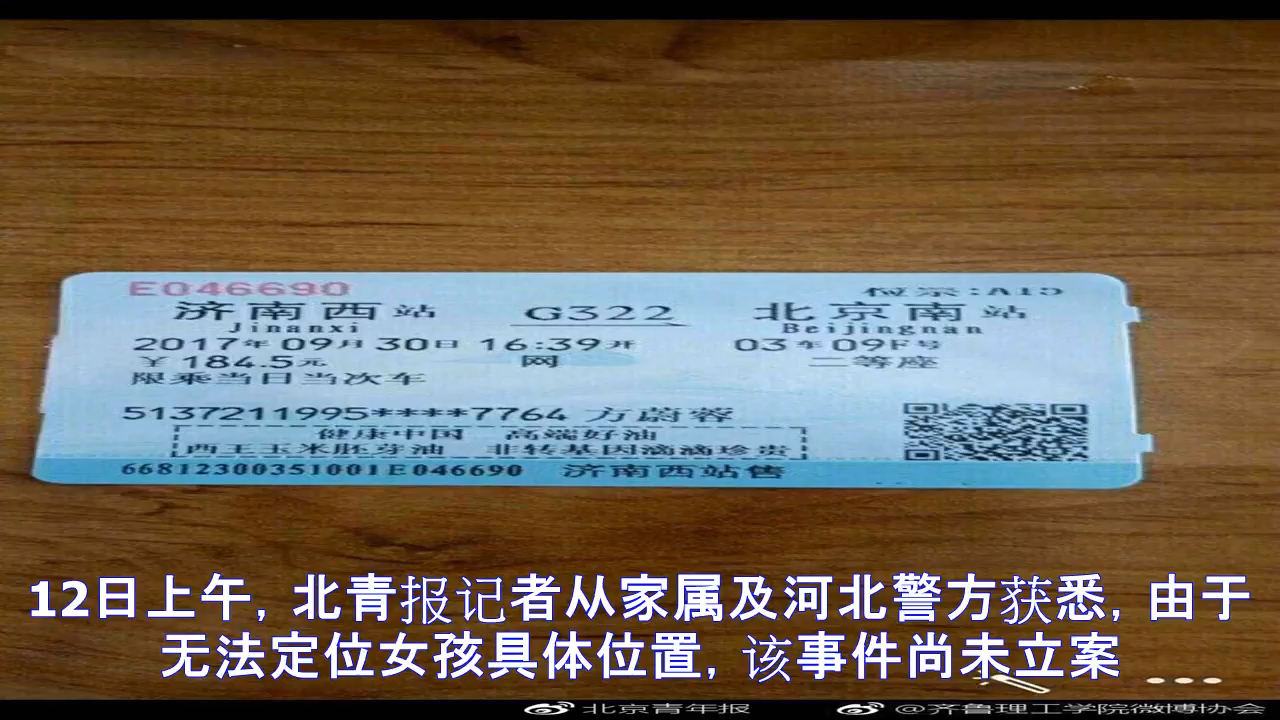 E046690
检票:A15
济南西站 G322 北京南站
Jinanxi Beijingnan
2017年09月30日 16:39开 03车09F号
￥184.5元 网 二等座
限乘当日当次车
5137211995****7764 方蔚蓉
健康中国 高端好油
西王玉米胚芽油 非转基因滴滴珍贵
66812300351001E046690 济南西站售
12日上午, 北青报记者从家属及河北警方获悉, 由于
无法定位女孩具体位置, 该事件尚未立案
北京青年报 @齐鲁理工学院微博协会